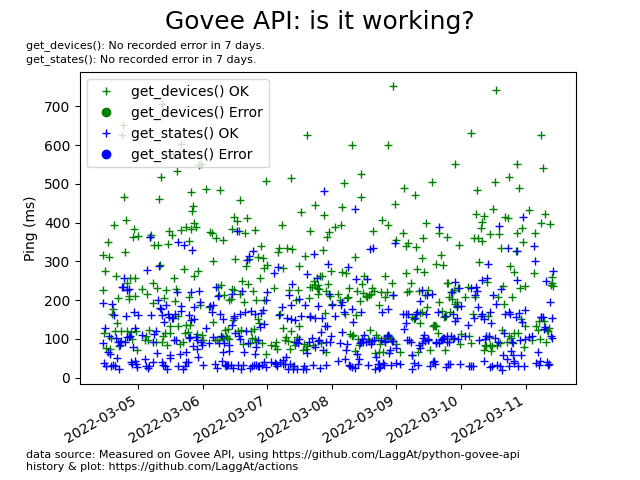 Govee API: is it working?
get_devices(): No recorded error in 7 days.
get_states(): No recorded error in 7 days.
get_devices() OK
get_devices() Error
get_states() OK
get_states() Error
Ping (ms)
700
600
500
400
300
200
100
0
2022-03-05
2022-03-06
2022-03-07
2022-03-08
2022-03-09
2022-03-10
2022-03-11
data source: Measured on Govee API, using https://github.com/LaggAt/python-govee-api
history & plot: https://github.com/LaggAt/actions